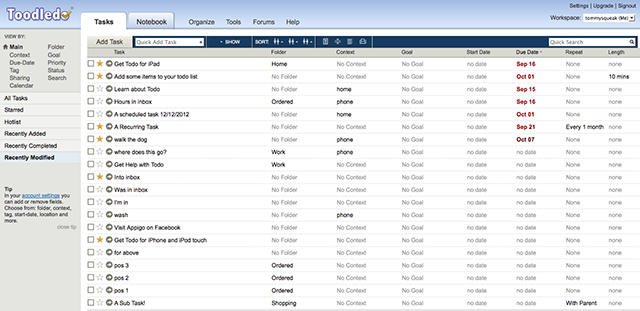 Settings | Upgrade | Signout
Toodledo
Tasks Notebook Organize Tools Forums Help
Workspace: tommysqueak (Me)
VIEW BY:
Main Folder
Context Goal
Due-Date Priority
Tag Status
Sharing Search
Calendar
All Tasks
Starred
Hotlist
Recently Added
Recently Completed
Recently Modified
Tip
In your account settings you can add or remove fields. Choose from: folder, context, tag, start-date, location and more.
close tip
Add Task Quick Add Task SHOW SORT: Quick Search
Task Folder Context Goal Start Date Due Date Repeat Length
Get Todo for iPad Home No Context No Goal no date Sep 16 None none
Add some items to your todo list No Folder No Context No Goal no date Oct 01 None 10 mins
Learn about Todo No Folder home No Goal no date Sep 15 None none
Hours in inbox Ordered phone No Goal no date Sep 16 None none
A scheduled task 12/12/2012 No Folder home No Goal no date Oct 01 None none
A Recurring Task No Folder phone No Goal no date Sep 21 Every 1 month none
walk the dog No Folder phone No Goal no date Oct 07 None none
where does this go? Work phone No Goal no date no date None none
Get Help with Todo Work No Context No Goal no date no date None none
Into inbox No Folder No Context No Goal no date no date None none
Was in inbox No Folder No Context No Goal no date no date None none
I'm in No Folder No Context No Goal no date no date None none
wash No Folder phone No Goal no date no date None none
Visit Appigo on Facebook No Folder No Context No Goal no date no date None none
Get Todo for iPhone and iPod touch No Folder No Context No Goal no date no date None none
for above No Folder No Context No Goal no date no date None none
pos 3 Ordered No Context No Goal no date no date None none
pos 2 Ordered No Context No Goal no date no date None none
pos 1 Ordered No Context No Goal no date no date None none
A Sub Task! Shopping No Context No Goal no date no date With Parent none